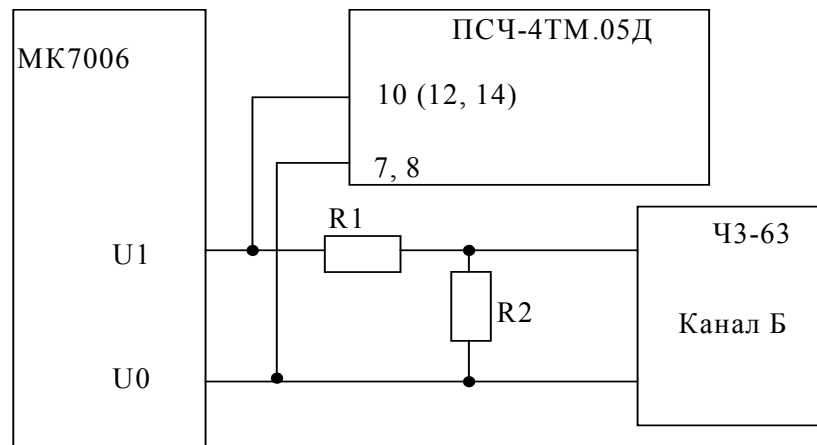 ПСЧ-4ТМ.05Д
МК7006
10 (12, 14)
7, 8
R1
Ч3-63
U1
R2
Канал Б
U0